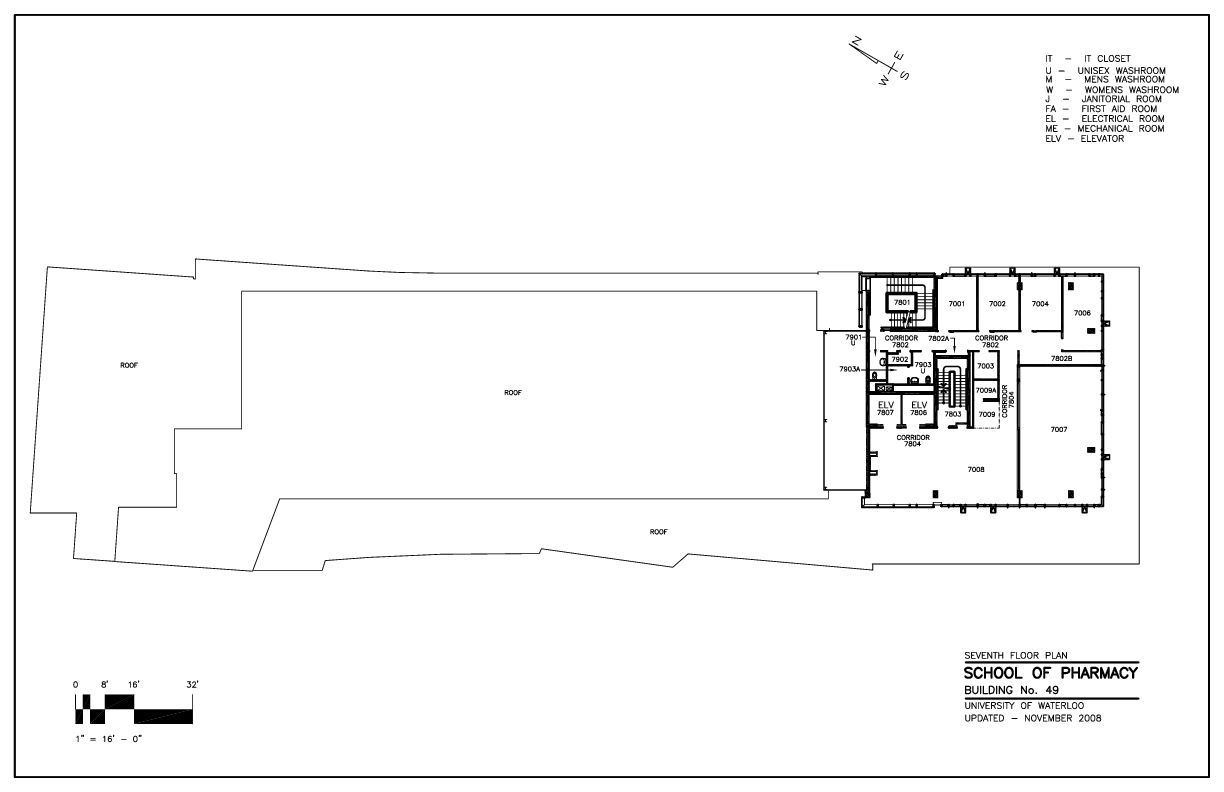 N
E
W
S
IT – IT CLOSET
U – UNISEX WASHROOM
M – MENS WASHROOM
W – WOMENS WASHROOM
J – JANITORIAL ROOM
FA – FIRST AID ROOM
EL – ELECTRICAL ROOM
ME – MECHANICAL ROOM
ELV – ELEVATOR
7801
7001
7002
7004
7006
7901
U
CORRIDOR
7802
7802A
CORRIDOR
7802
7802B
7902
7903
U
7903A
7003
7009A
7009
CORRIDOR
7804
ELV
7807
ELV
7806
7803
7007
CORRIDOR
7804
7008
ROOF
ROOF
ROOF
0 8' 16' 32'
1" = 16' – 0"
SEVENTH FLOOR PLAN
SCHOOL OF PHARMACY
BUILDING No. 49
UNIVERSITY OF WATERLOO
UPDATED – NOVEMBER 2008